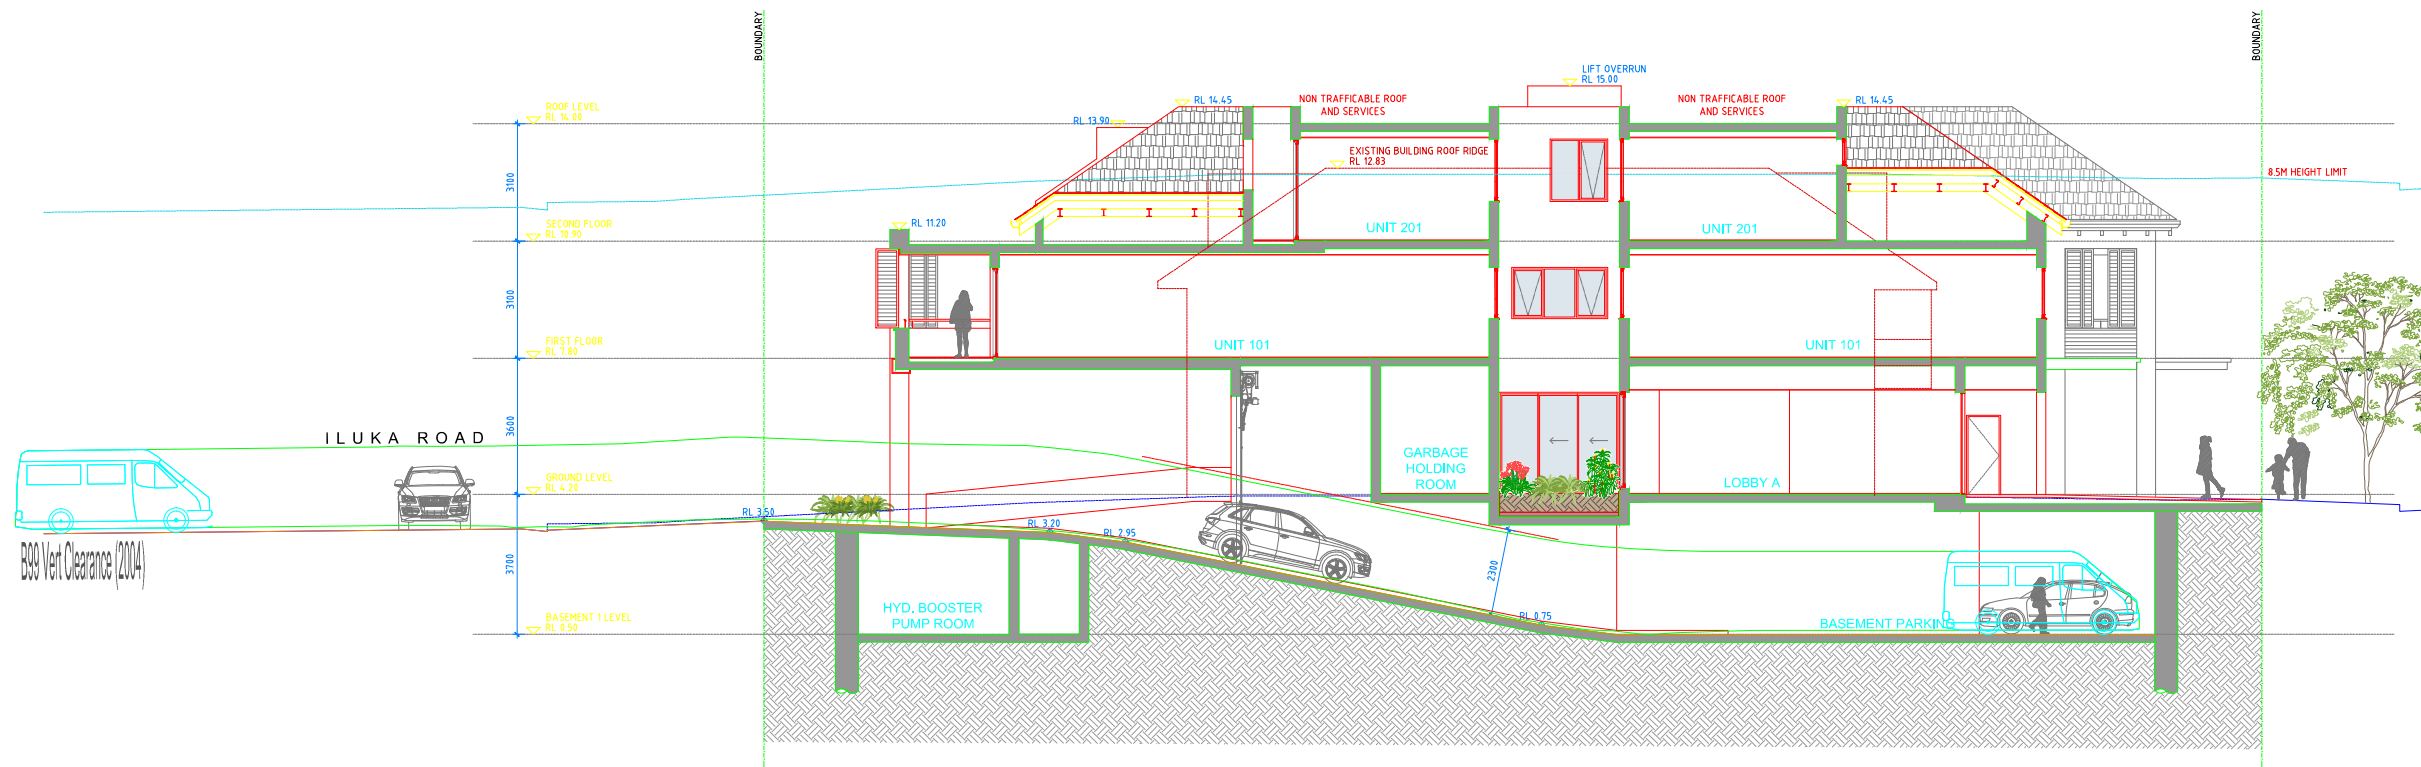 BOUNDARY
BOUNDARY
LIFT OVERRUN
RL 15.00
ROOF LEVEL
RL 14.00
RL 13.90
RL 14.45
NON TRAFFICABLE ROOF
AND SERVICES
NON TRAFFICABLE ROOF
AND SERVICES
RL 14.45
EXISTING BUILDING ROOF RIDGE
RL 12.83
8.5M HEIGHT LIMIT
3100
SECOND FLOOR
RL 10.90
RL 11.20
UNIT 201
UNIT 201
3100
FIRST FLOOR
RL 7.80
UNIT 101
UNIT 101
3600
ILUKA ROAD
GARBAGE
HOLDING
ROOM
LOBBY A
GROUND LEVEL
RL 4.20
RL 3.50
RL 3.20
RL 2.95
B99 Vert Clearance (2004)
3700
2300
HYD. BOOSTER
PUMP ROOM
BASEMENT 1 LEVEL
RL 0.50
RL 0.75
BASEMENT PARKING